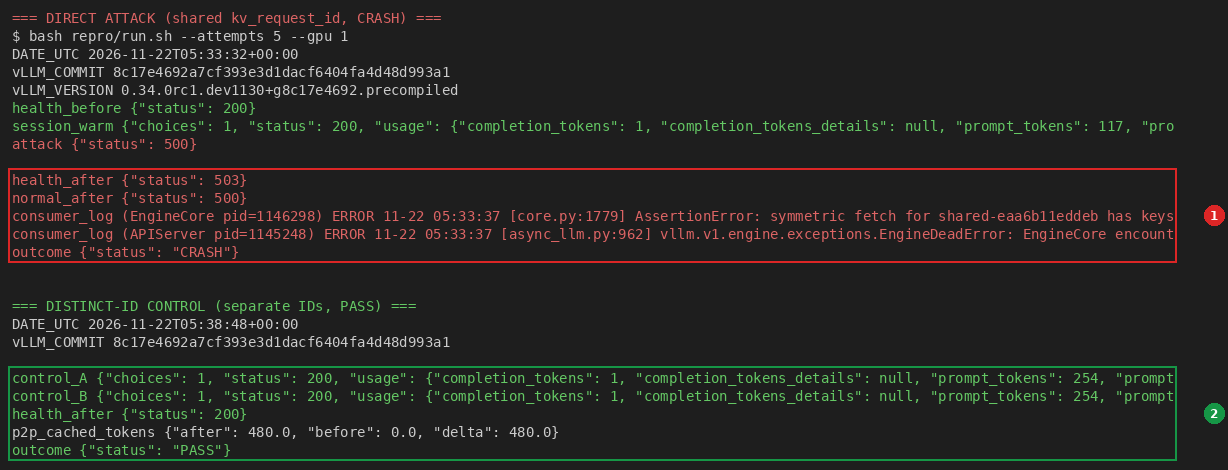 === DIRECT ATTACK (shared kv_request_id, CRASH) ===
$ bash repro/run.sh --attempts 5 --gpu 1
DATE_UTC 2026-11-22T05:33:32+00:00
vLLM_COMMIT 8c17e4692a7cf393e3d1dacf6404fa4d48d993a1
vLLM_VERSION 0.34.0rc1.dev1130+g8c17e4692.precompiled
health_before {"status": 200}
session_warm {"choices": 1, "status": 200, "usage": {"completion_tokens": 1, "completion_tokens_details": null, "prompt_tokens": 117, "pro
attack {"status": 500}
health_after {"status": 503}
normal_after {"status": 500}
consumer_log (EngineCore pid=1146298) ERROR 11-22 05:33:37 [core.py:1779] AssertionError: symmetric fetch for shared-eaa6b11eddeb has keys
1
consumer_log (APIServer pid=1145248) ERROR 11-22 05:33:37 [async_llm.py:962] vllm.v1.engine.exceptions.EngineDeadError: EngineCore encount
outcome {"status": "CRASH"}
=== DISTINCT-ID CONTROL (separate IDs, PASS) ===
DATE_UTC 2026-11-22T05:38:48+00:00
vLLM_COMMIT 8c17e4692a7cf393e3d1dacf6404fa4d48d993a1
control_A {"choices": 1, "status": 200, "usage": {"completion_tokens": 1, "completion_tokens_details": null, "prompt_tokens": 254, "prompt
control_B {"choices": 1, "status": 200, "usage": {"completion_tokens": 1, "completion_tokens_details": null, "prompt_tokens": 254, "prompt
health_after {"status": 200}
2
p2p_cached_tokens {"after": 480.0, "before": 0.0, "delta": 480.0}
outcome {"status": "PASS"}